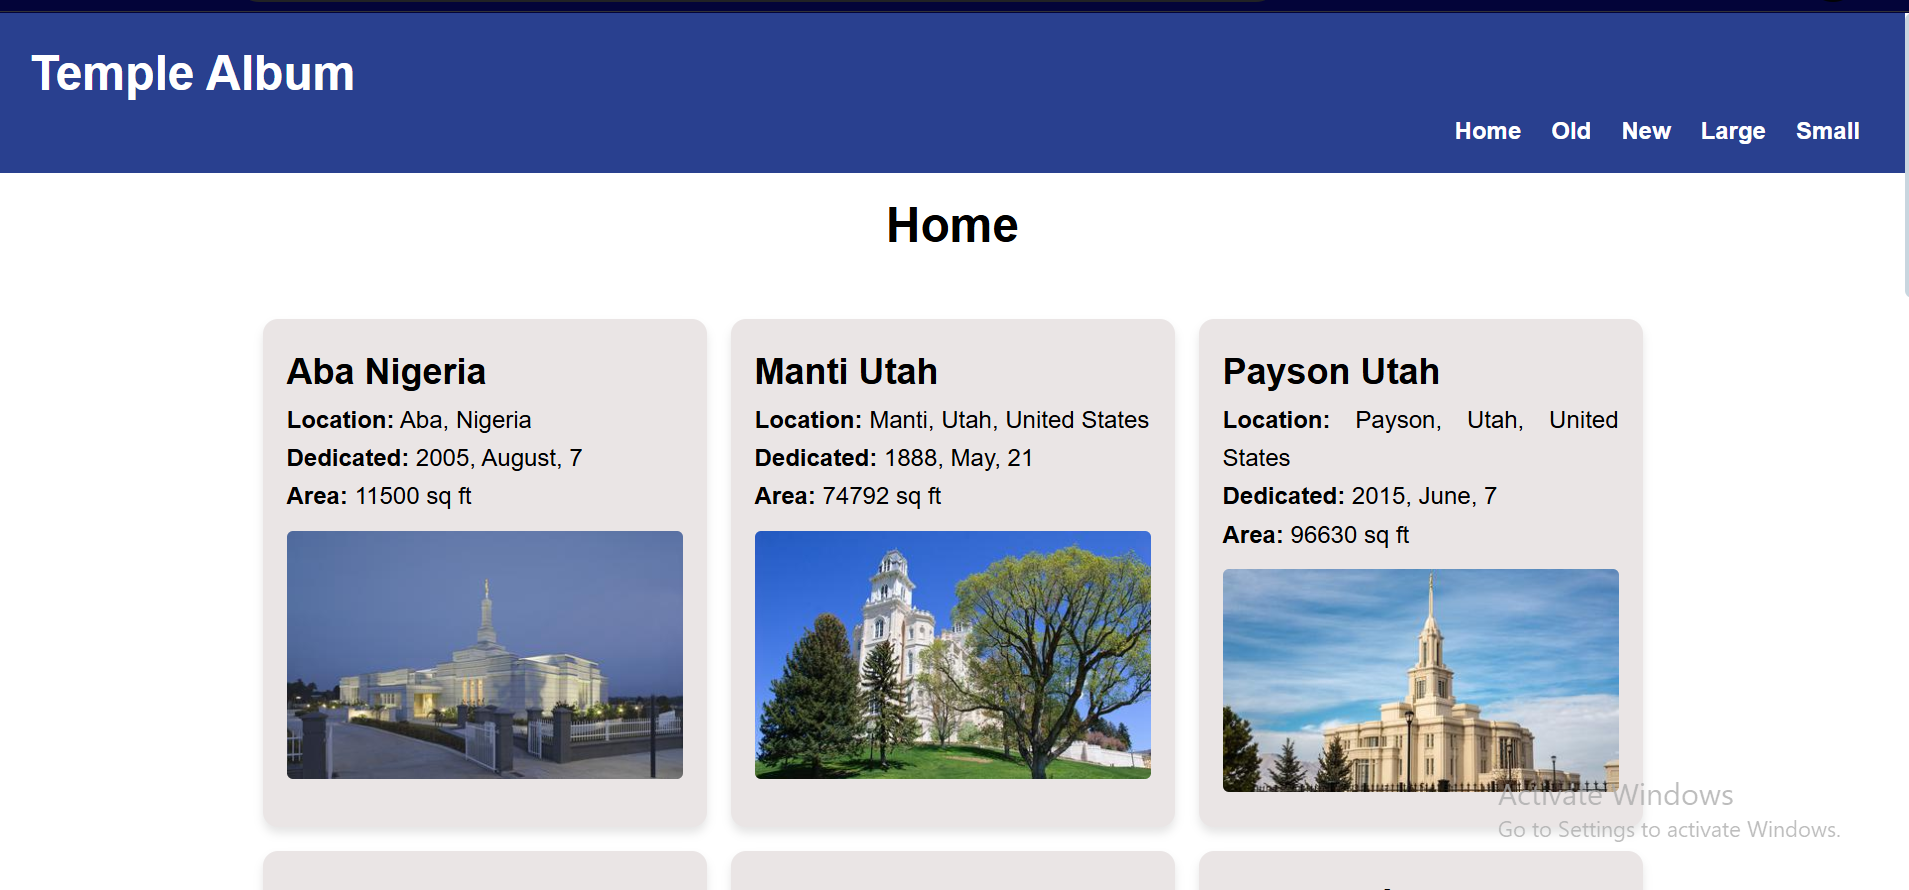 Temple Album
Home Old New Large Small
Home
Aba Nigeria
Location: Aba, Nigeria
Dedicated: 2005, August, 7
Area: 11500 sq ft
Manti Utah
Location: Manti, Utah, United States
Dedicated: 1888, May, 21
Area: 74792 sq ft
Payson Utah
Location: Payson, Utah, United
States
Dedicated: 2015, June, 7
Area: 96630 sq ft
Activate Windows
Go to Settings to activate Windows.